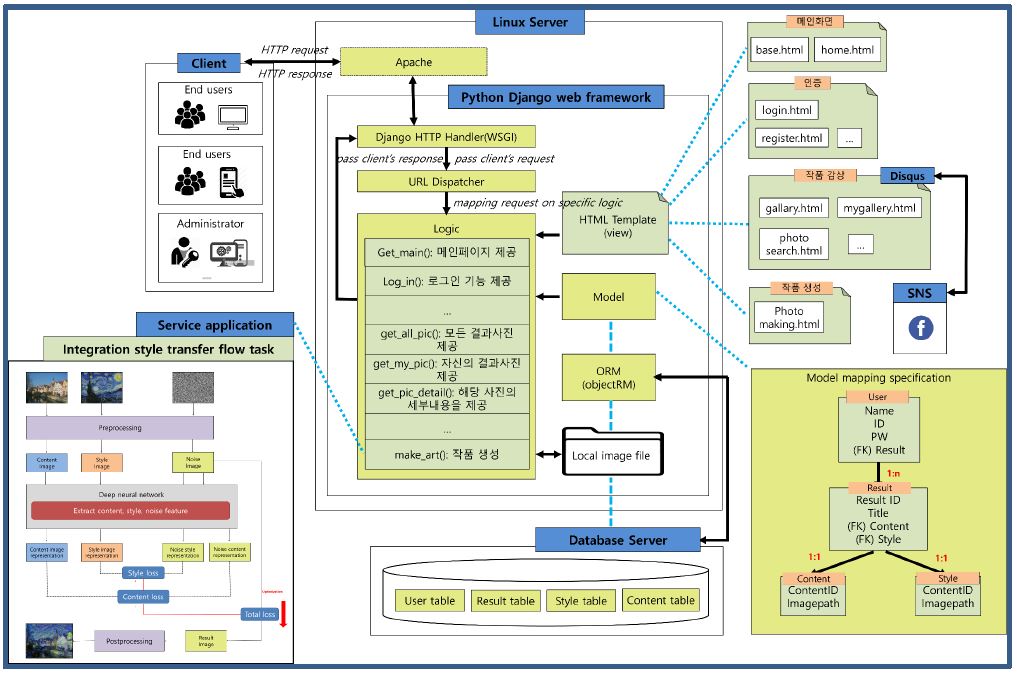 Linux Server
HTTP request
HTTP response
Apache
Client
End users
End users
Administrator
Python Django web framework
Django HTTP Handler(WSGI)
pass client's response
pass client's request
URL Dispatcher
mapping request on specific logic
Logic
Get_main(): 메인페이지 제공
Log_in(): 로그인 기능 제공
...
get_all_pic(): 모든 결과사진
제공
get_my_pic(): 자신의 결과사진
제공
get_pic_detail(): 해당 사진의
세부내용을 제공
...
make_art(): 작품 생성
HTML Template
(view)
Model
ORM
(objectRM)
Local image file
Database Server
User table
Result table
Style table
Content table
메인화면
base.html
home.html
인증
login.html
register.html
...
작품 감상
Disqus
gallary.html
mygallery.html
photo
search.html
...
작품 생성
Photo
making.html
SNS
Model mapping specification
User
Name
ID
PW
(FK) Result
1:n
Result
Result ID
Title
(FK) Content
(FK) Style
1:1
1:1
Content
ContentID
Imagepath
Style
ContentID
Imagepath
Service application
Integration style transfer flow task
Preprocessing
Content
Image
Style
Image
Noise
Image
Deep neural network
Extract content, style, noise feature
Content image
representation
Style image
representation
Noise style
representation
Noise content
representation
Style loss
Content loss
Total loss
Postprocessing
Result
image